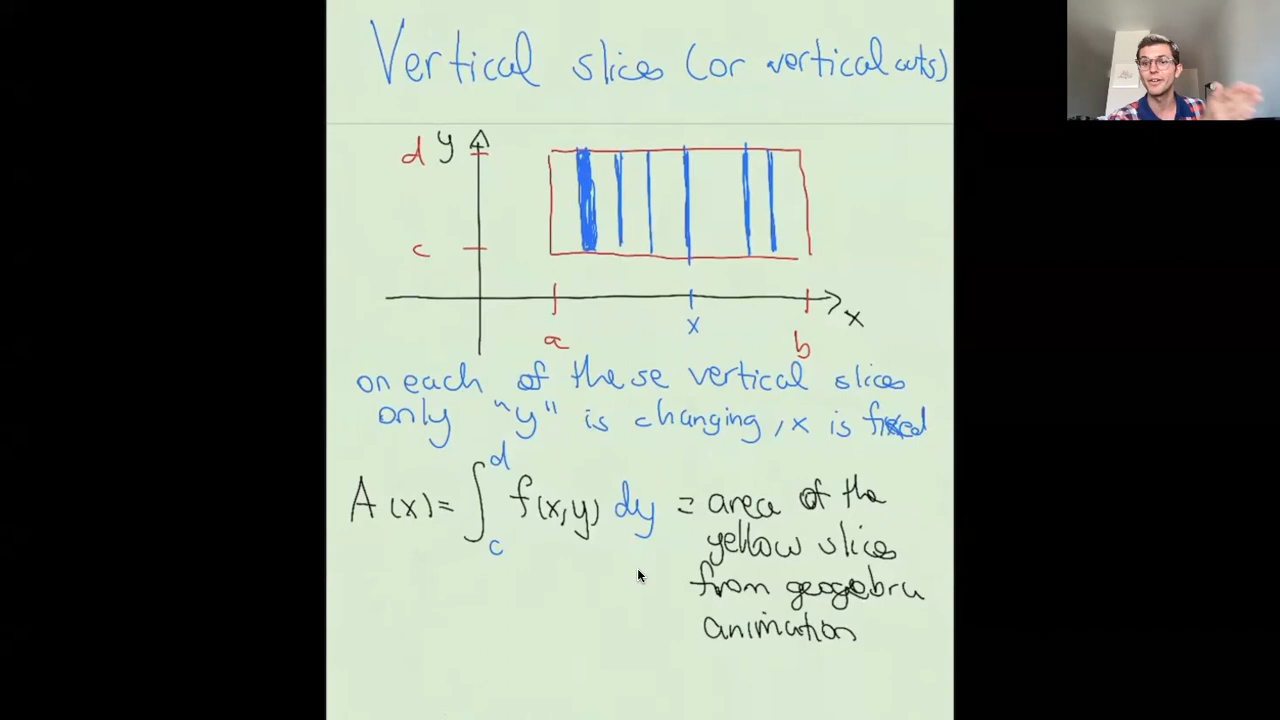 Vertical slices (or vertical cuts)
d y
c
a x b x
on each of these vertical slices
only "y" is changing, x is fixed
A(x) = ∫_c^d f(x,y) dy = area of the
yellow slices
from geogebra
animation